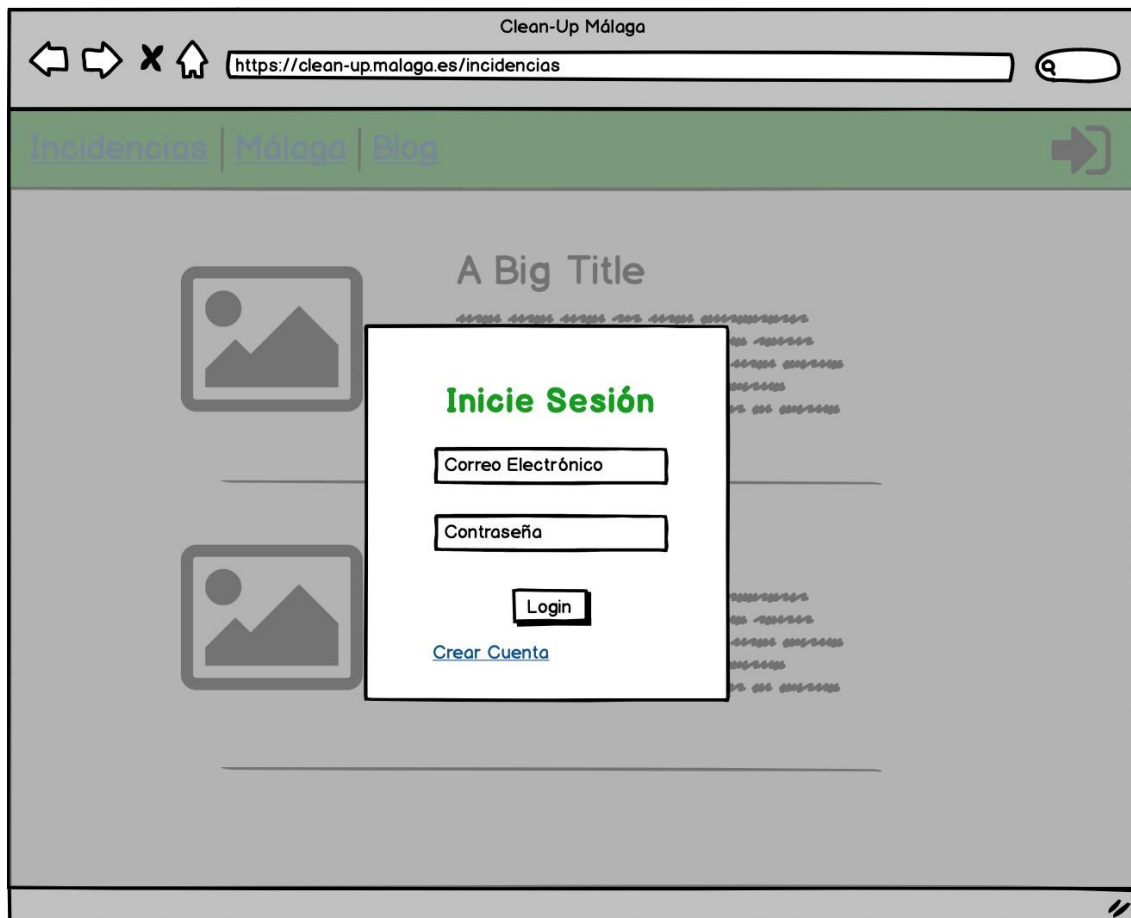 Clean-Up Málaga
https://clean-up.malaga.es/incidencias
Incidencias | Málaga | Blog
A Big Title
Inicie Sesión
Correo Electrónico
Contraseña
Login
Crear Cuenta